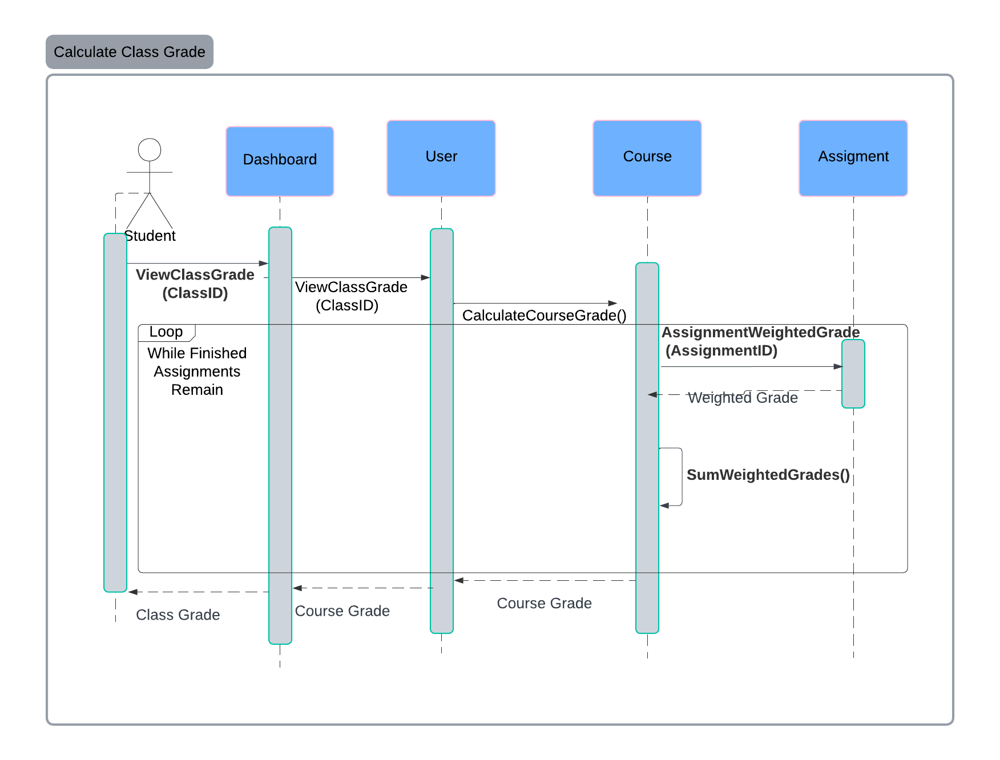 Calculate Class Grade
Student
Dashboard
User
Course
Assigment
ViewClassGrade
(ClassID)
ViewClassGrade
(ClassID)
CalculateCourseGrade()
Loop
While Finished
Assignments
Remain
AssignmentWeightedGrade
(AssignmentID)
Weighted Grade
SumWeightedGrades()
Class Grade
Course Grade
Course Grade